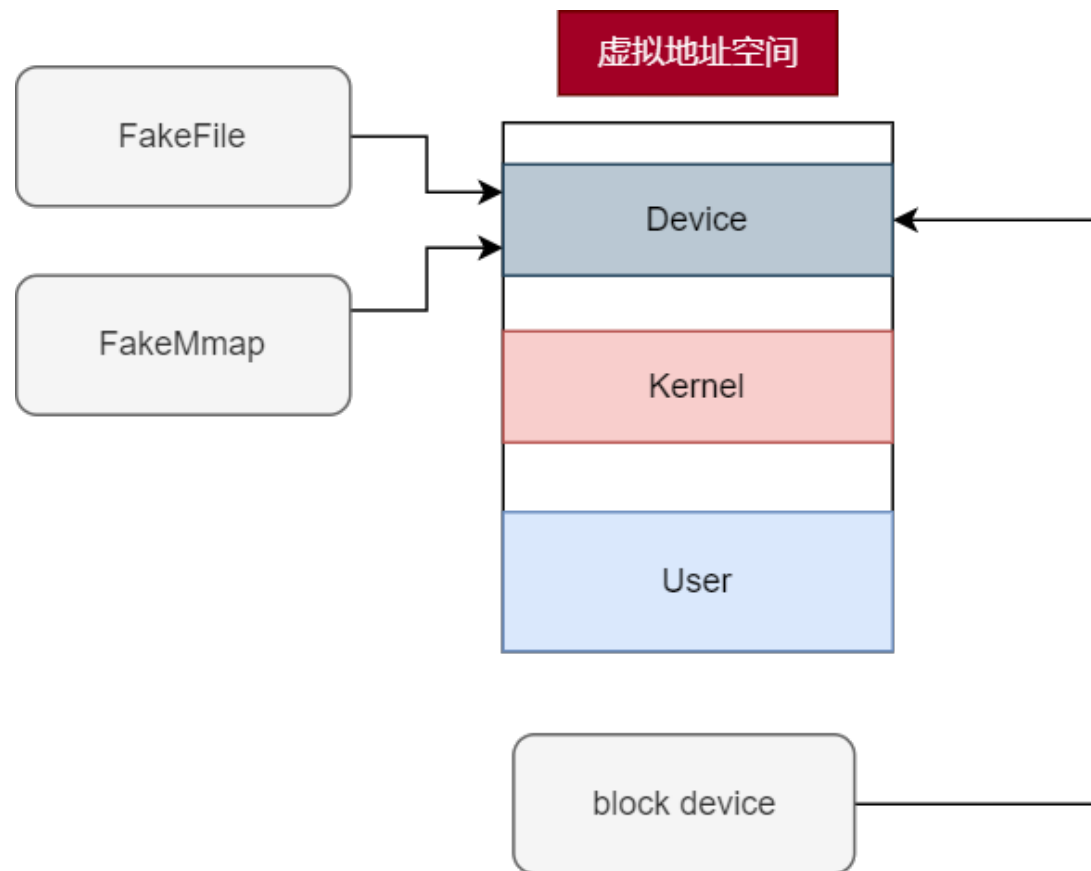 虚拟地址空间
FakeFile
Device
FakeMmap
Kernel
User
block device